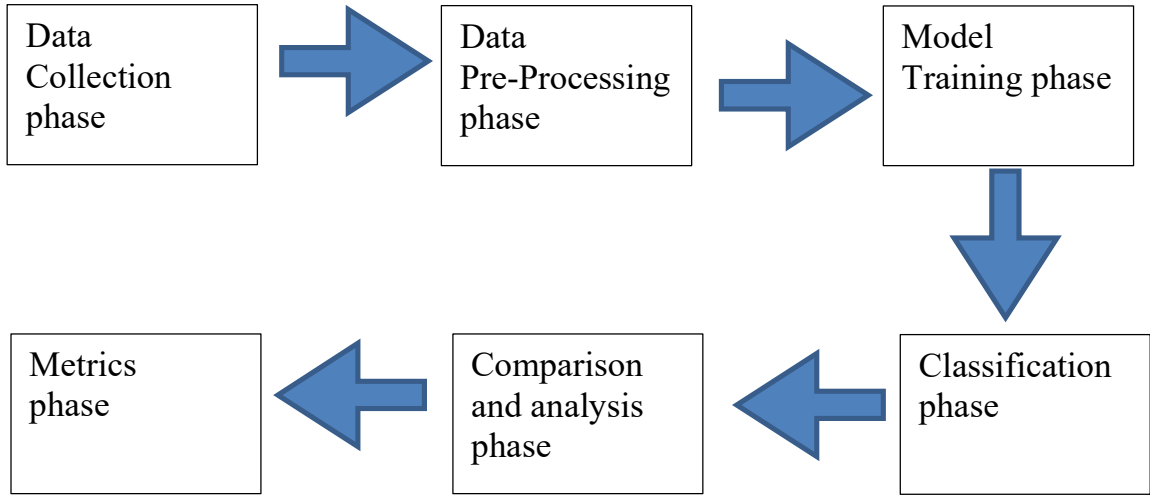 Data
Collection
phase
Data
Pre-Processing
phase
Model
Training phase
Classification
phase
Comparison
and analysis
phase
Metrics
phase